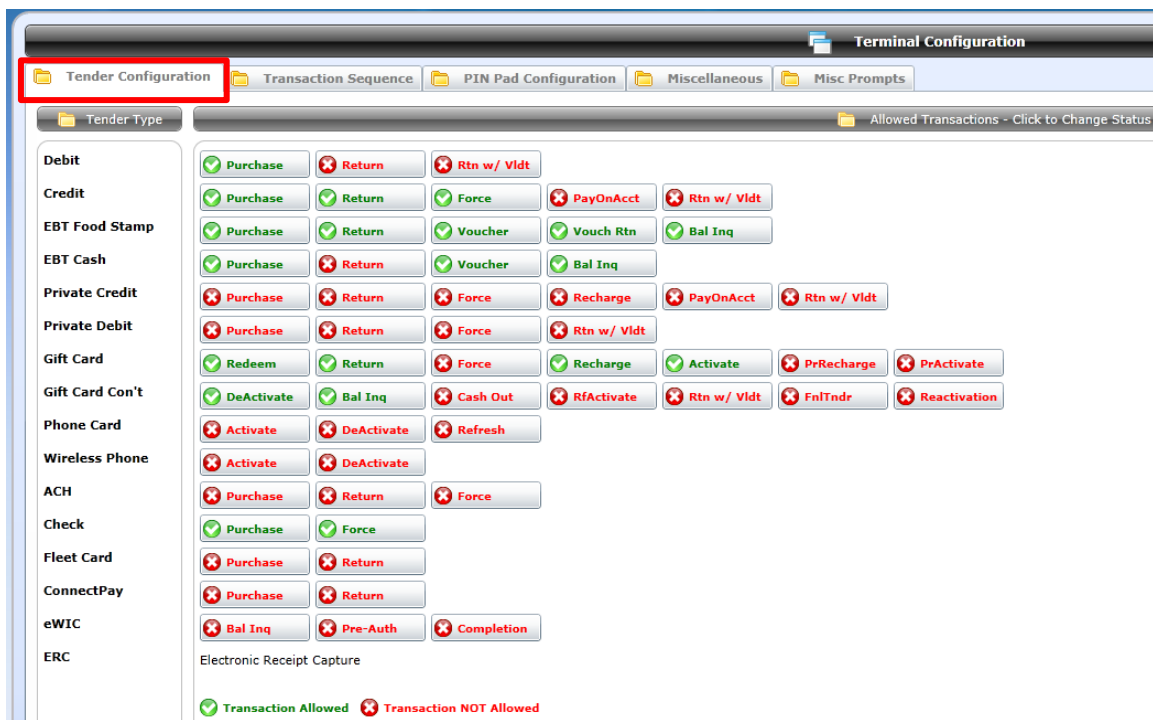 Terminal Configuration
Tender Configuration Transaction Sequence PIN Pad Configuration Miscellaneous Misc Prompts
Tender Type Allowed Transactions - Click to Change Status
Debit Purchase Return Rtn w/ Vldt
Credit Purchase Return Force PayOnAcct Rtn w/ Vldt
EBT Food Stamp Purchase Return Voucher Vouch Rtn Bal Inq
EBT Cash Purchase Return Voucher Bal Inq
Private Credit Purchase Return Force Recharge PayOnAcct Rtn w/ Vldt
Private Debit Purchase Return Force Rtn w/ Vldt
Gift Card Redeem Return Force Recharge Activate PrRecharge PrActivate
Gift Card Con't DeActivate Bal Inq Cash Out RfActivate Rtn w/ Vldt FnlTndr Reactivation
Phone Card Activate DeActivate Refresh
Wireless Phone Activate DeActivate
ACH Purchase Return Force
Check Purchase Force
Fleet Card Purchase Return
ConnectPay Purchase Return
eWIC Bal Inq Pre-Auth Completion
ERC Electronic Receipt Capture
Transaction Allowed Transaction NOT Allowed